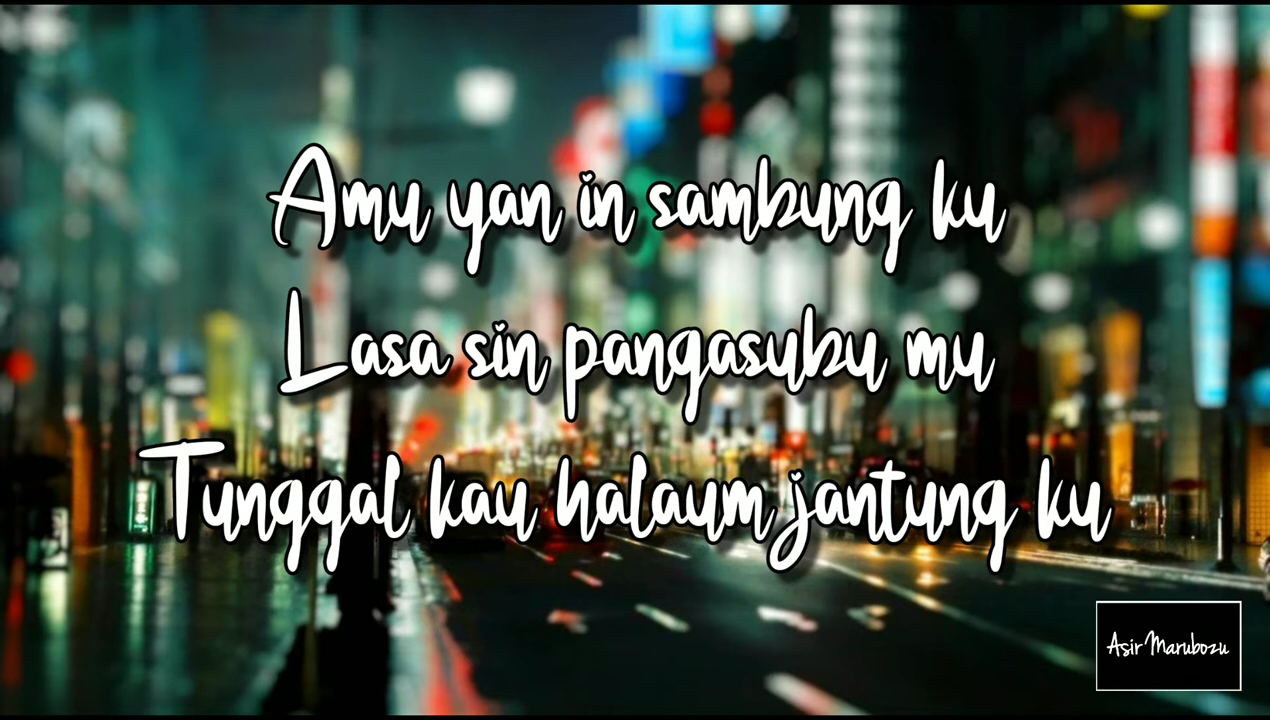 Amu yan in sambung ku
Lasa sin pangasubu mu
Tunggal kau halaum jantung ku
Asir Marubozu